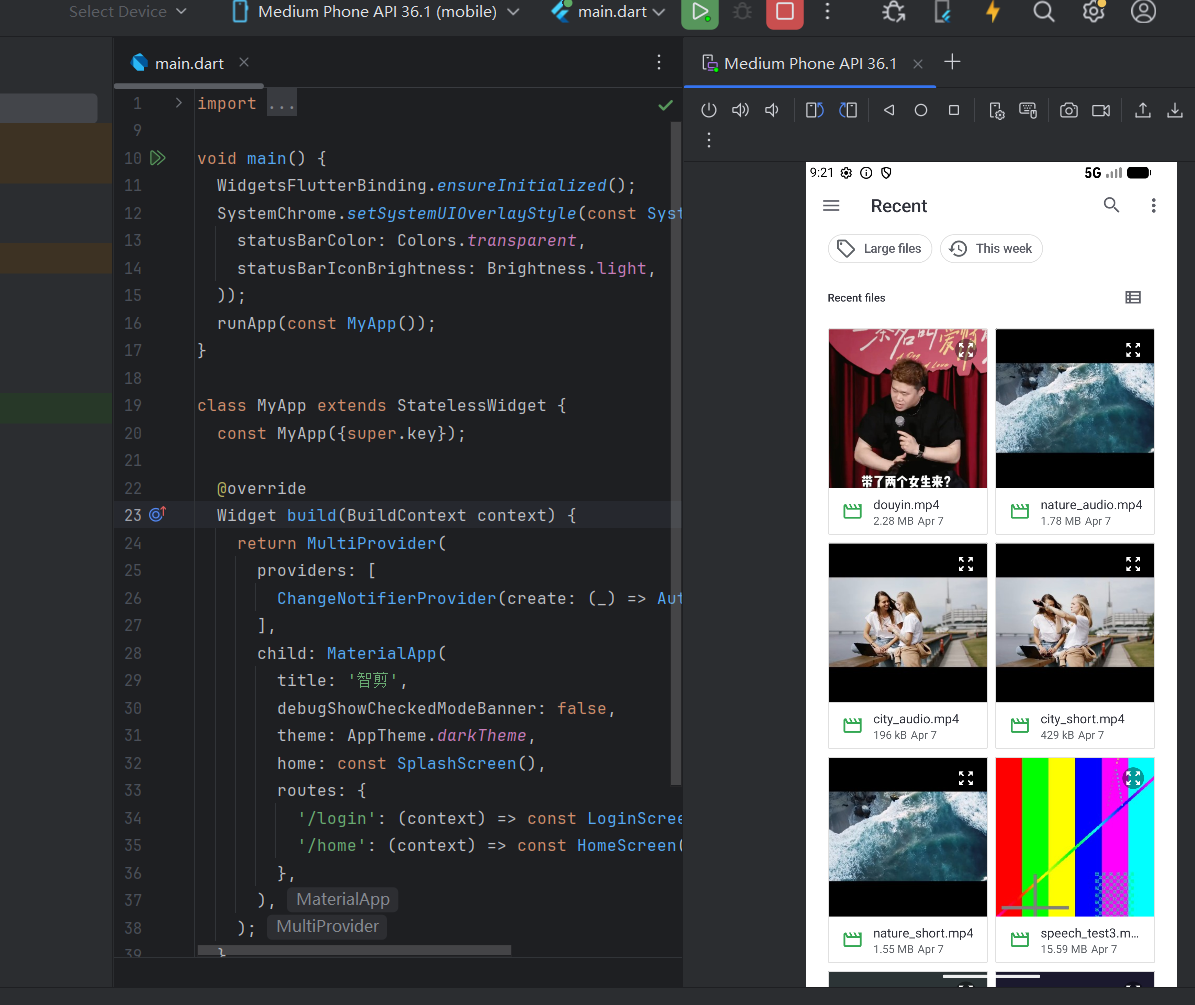 Select Device
Medium Phone API 36.1 (mobile)
main.dart
main.dart
1 import ...
9
10 void main() {
11 WidgetsFlutterBinding.ensureInitialized();
12 SystemChrome.setSystemUIOverlayStyle(const Syst
13 statusBarColor: Colors.transparent,
14 statusBarIconBrightness: Brightness.light,
15 ));
16 runApp(const MyApp());
17 }
18
19 class MyApp extends StatelessWidget {
20 const MyApp({super.key});
21
22 @override
23 Widget build(BuildContext context) {
24 return MultiProvider(
25 providers: [
26 ChangeNotifierProvider(create: (_) => Aut
27 ],
28 child: MaterialApp(
29 title: '智剪',
30 debugShowCheckedModeBanner: false,
31 theme: AppTheme.darkTheme,
32 home: const SplashScreen(),
33 routes: {
34 '/login': (context) => const LoginScree
35 '/home': (context) => const HomeScreen(
36 },
37 ), MaterialApp
38 ); MultiProvider
39 }
Medium Phone API 36.1
9:21
5G
Recent
Large files
This week
Recent files
带了两个女生来?
douyin.mp4
2.28 MB Apr 7
nature_audio.mp4
1.78 MB Apr 7
city_audio.mp4
196 kB Apr 7
city_short.mp4
429 kB Apr 7
nature_short.mp4
1.55 MB Apr 7
speech_test3.m...
15.59 MB Apr 7